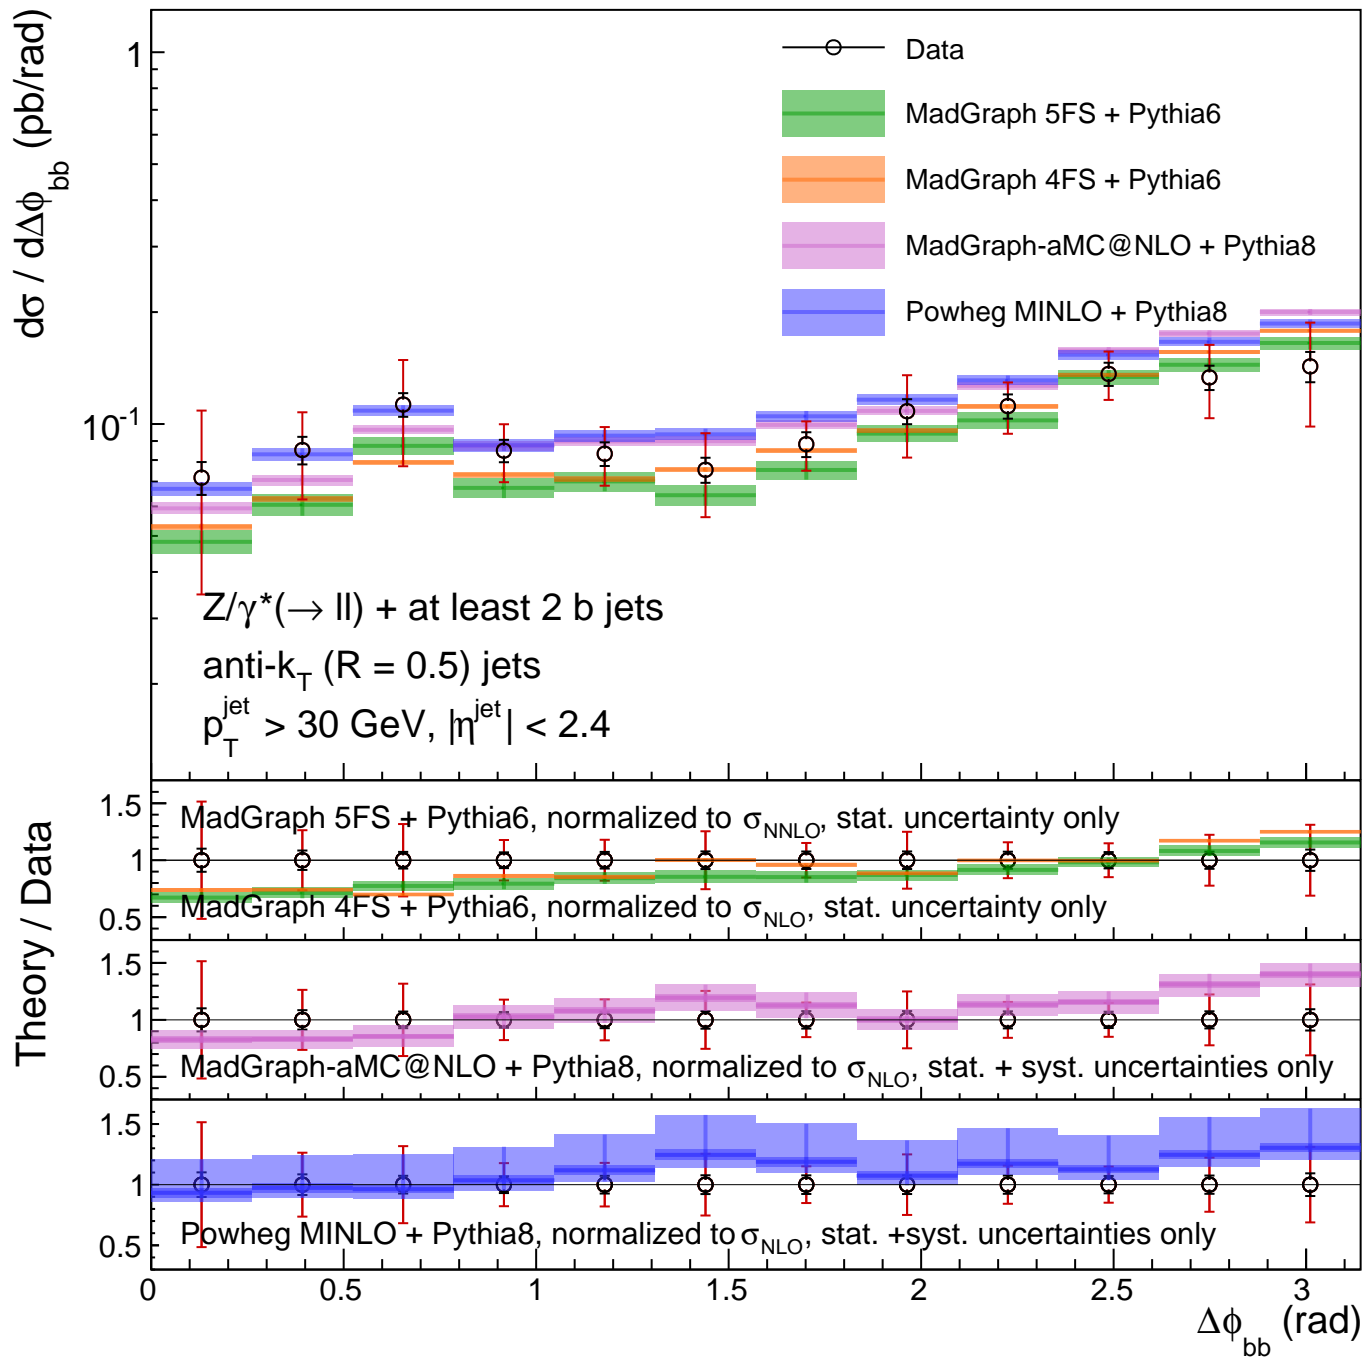 dσ / dΔϕ_bb (pb/rad)
1
10^-1
Data
MadGraph 5FS + Pythia6
MadGraph 4FS + Pythia6
MadGraph-aMC@NLO + Pythia8
Powheg MINLO + Pythia8
Z/γ*(→ ll) + at least 2 b jets
anti-k_T (R = 0.5) jets
p_T^jet > 30 GeV, |η^jet| < 2.4
Theory / Data
1.5
1
0.5
MadGraph 5FS + Pythia6, normalized to σ_NNLO, stat. uncertainty only
MadGraph 4FS + Pythia6, normalized to σ_NLO, stat. uncertainty only
1.5
1
0.5
MadGraph-aMC@NLO + Pythia8, normalized to σ_NLO, stat. + syst. uncertainties only
1.5
1
0.5
Powheg MINLO + Pythia8, normalized to σ_NLO, stat. +syst. uncertainties only
0 0.5 1 1.5 2 2.5 3
Δϕ_bb (rad)